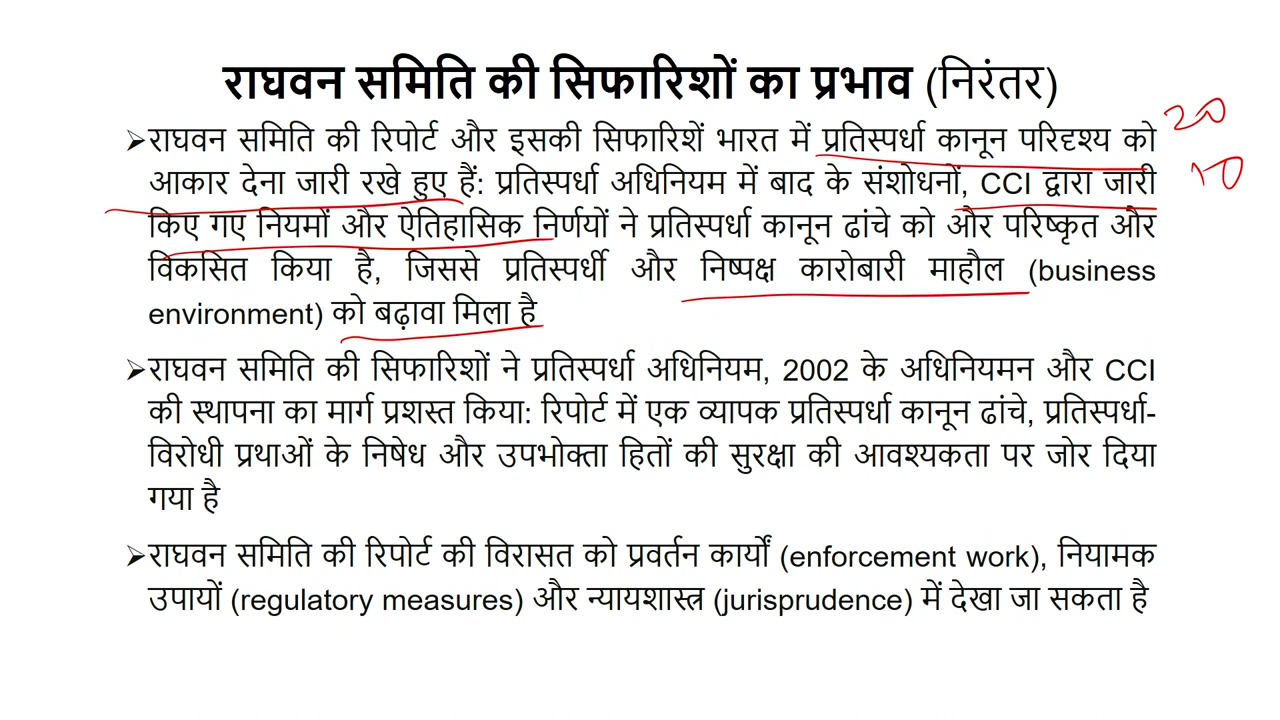 राघवन समिति की सिफारिशों का प्रभाव (निरंतर)
➢राघवन समिति की रिपोर्ट और इसकी सिफारिशें भारत में प्रतिस्पर्धा कानून परिदृश्य को
आकार देना जारी रखे हुए हैं: प्रतिस्पर्धा अधिनियम में बाद के संशोधनों, CCI द्वारा जारी
किए गए नियमों और ऐतिहासिक निर्णयों ने प्रतिस्पर्धा कानून ढांचे को और परिष्कृत और
विकसित किया है, जिससे प्रतिस्पर्धी और निष्पक्ष कारोबारी माहौल (business
environment) को बढ़ावा मिला है
➢राघवन समिति की सिफारिशों ने प्रतिस्पर्धा अधिनियम, 2002 के अधिनियमन और CCI
की स्थापना का मार्ग प्रशस्त किया: रिपोर्ट में एक व्यापक प्रतिस्पर्धा कानून ढांचे, प्रतिस्पर्धा-
विरोधी प्रथाओं के निषेध और उपभोक्ता हितों की सुरक्षा की आवश्यकता पर जोर दिया
गया है
➢राघवन समिति की रिपोर्ट की विरासत को प्रवर्तन कार्यों (enforcement work), नियामक
उपायों (regulatory measures) और न्यायशास्त्र (jurisprudence) में देखा जा सकता है
20
10